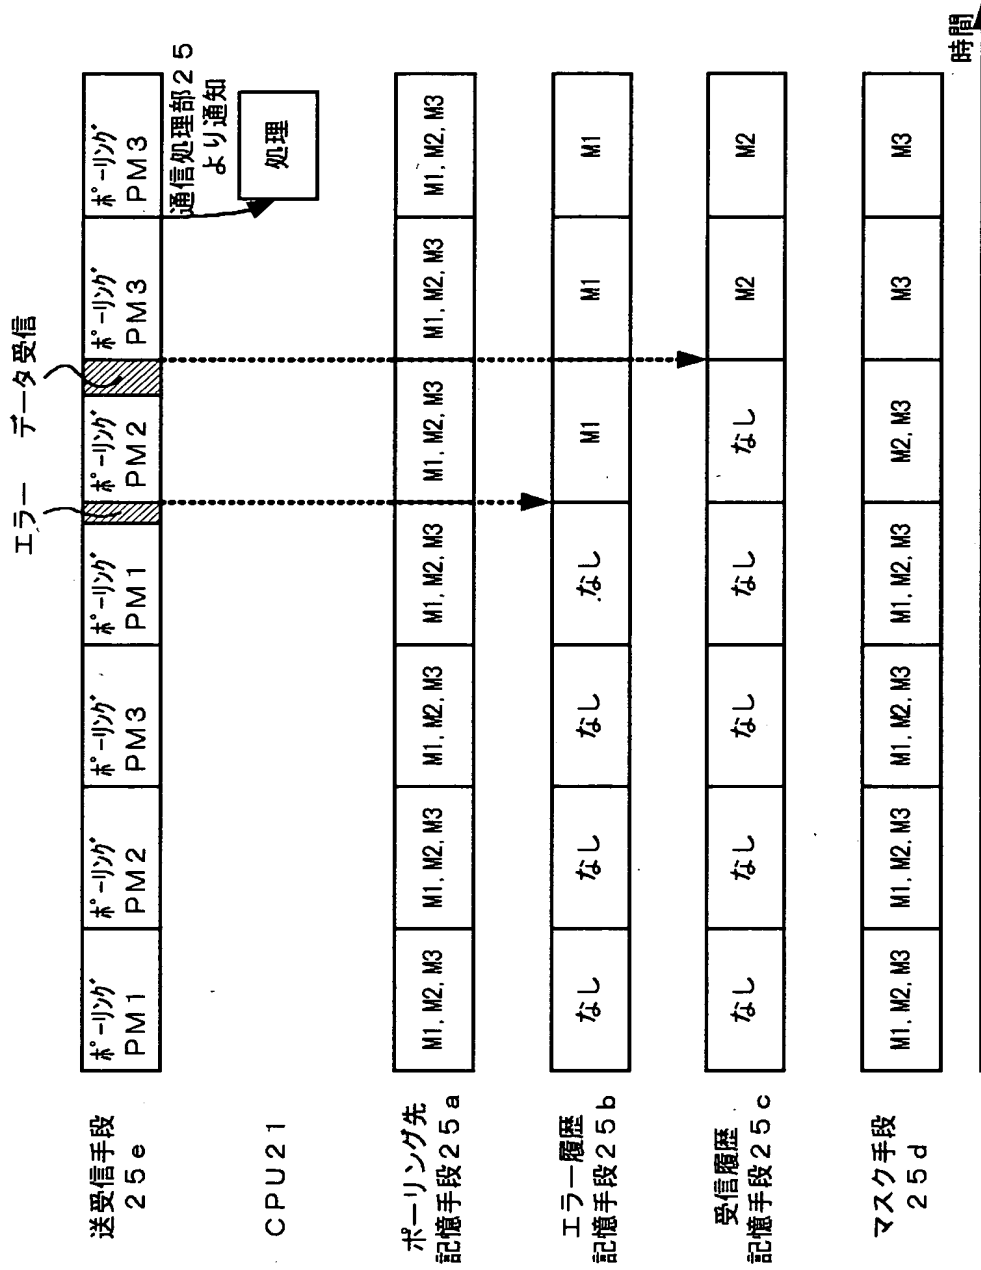 エラー
データ受信
送受信手段
25e
ポーリング
PM1
ポーリング
PM2
ポーリング
PM3
ポーリング
PM1
ポーリング
PM2
ポーリング
PM3
ポーリング
PM3
通信処理部25
より通知
CPU21
処理
ポーリング先
記憶手段25a
M1, M2, M3
M1, M2, M3
M1, M2, M3
M1, M2, M3
M1, M2, M3
M1, M2, M3
M1, M2, M3
エラー履歴
記憶手段25b
なし
なし
なし
なし
M1
M1
M1
受信履歴
記憶手段25c
なし
なし
なし
なし
なし
M2
M2
マスク手段
25d
M1, M2, M3
M1, M2, M3
M1, M2, M3
M1, M2, M3
M2, M3
M3
M3
時間